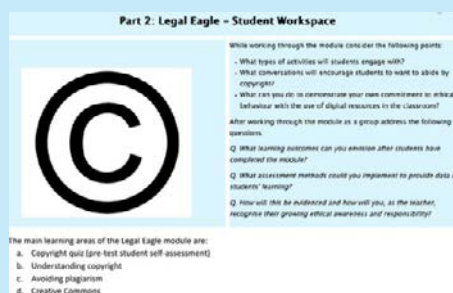 Part 2: Legal Eagle – Student Workspace
©
While working through the module consider the following points:
- What types of activities will students engage with?
- What conversations will encourage students to want to abide by
copyright?
- What can you do to demonstrate your own commitment to ethical
behaviour with the use of digital resources in the classroom?
After working through the module as a group address the following
questions.
Q. What learning outcomes can you envision after students have
completed the module?
Q. What assessment methods could you implement to provide data
students' learning?
Q. How will this be evidenced and how will you, as the teacher,
recognise their growing ethical awareness and responsibility?
The main learning areas of the Legal Eagle module are:
a. Copyright quiz (pre-test student self-assessment)
b. Understanding copyright
c. Avoiding plagiarism
d. Creative Commons